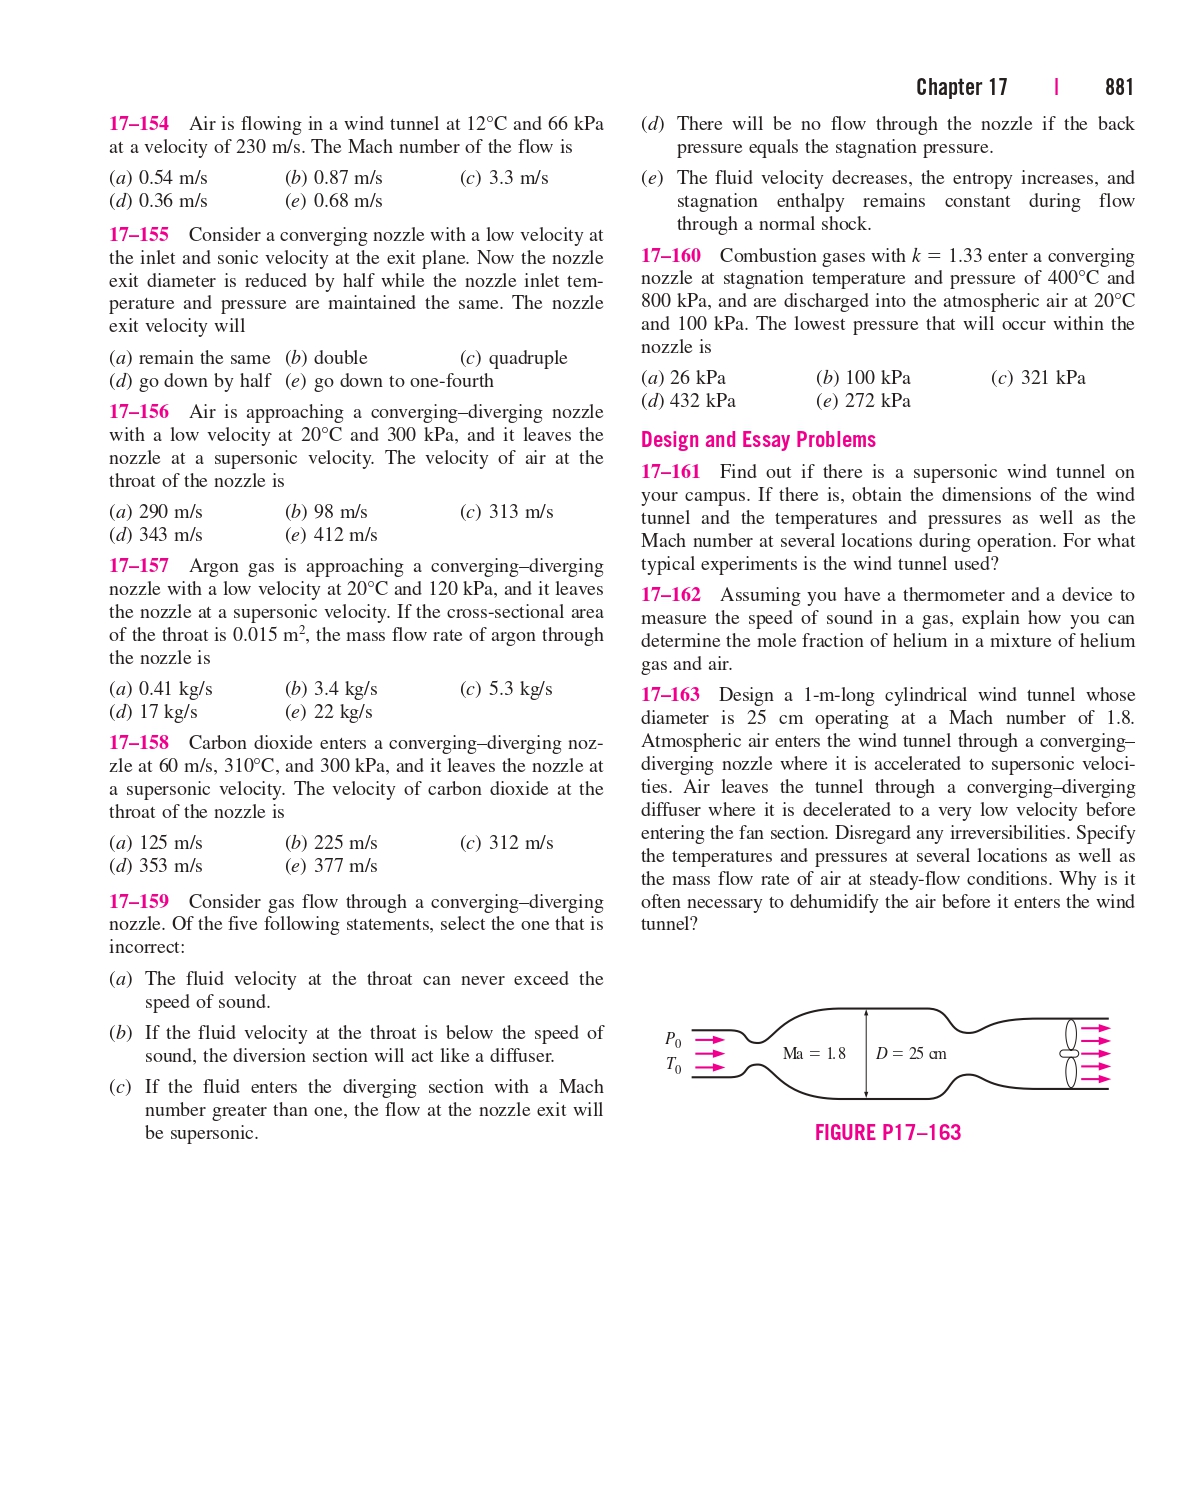 Chapter 17 | 881
17–154 Air is flowing in a wind tunnel at 12°C and 66 kPa
at a velocity of 230 m/s. The Mach number of the flow is
(a) 0.54 m/s (b) 0.87 m/s (c) 3.3 m/s
(d) 0.36 m/s (e) 0.68 m/s
17–155 Consider a converging nozzle with a low velocity at
the inlet and sonic velocity at the exit plane. Now the nozzle
exit diameter is reduced by half while the nozzle inlet tem-
perature and pressure are maintained the same. The nozzle
exit velocity will
(a) remain the same (b) double (c) quadruple
(d) go down by half (e) go down to one-fourth
17–156 Air is approaching a converging–diverging nozzle
with a low velocity at 20°C and 300 kPa, and it leaves the
nozzle at a supersonic velocity. The velocity of air at the
throat of the nozzle is
(a) 290 m/s (b) 98 m/s (c) 313 m/s
(d) 343 m/s (e) 412 m/s
17–157 Argon gas is approaching a converging–diverging
nozzle with a low velocity at 20°C and 120 kPa, and it leaves
the nozzle at a supersonic velocity. If the cross-sectional area
of the throat is 0.015 m², the mass flow rate of argon through
the nozzle is
(a) 0.41 kg/s (b) 3.4 kg/s (c) 5.3 kg/s
(d) 17 kg/s (e) 22 kg/s
17–158 Carbon dioxide enters a converging–diverging noz-
zle at 60 m/s, 310°C, and 300 kPa, and it leaves the nozzle at
a supersonic velocity. The velocity of carbon dioxide at the
throat of the nozzle is
(a) 125 m/s (b) 225 m/s (c) 312 m/s
(d) 353 m/s (e) 377 m/s
17–159 Consider gas flow through a converging–diverging
nozzle. Of the five following statements, select the one that is
incorrect:
(a) The fluid velocity at the throat can never exceed the
speed of sound.
(b) If the fluid velocity at the throat is below the speed of
sound, the diversion section will act like a diffuser.
(c) If the fluid enters the diverging section with a Mach
number greater than one, the flow at the nozzle exit will
be supersonic.
(d) There will be no flow through the nozzle if the back
pressure equals the stagnation pressure.
(e) The fluid velocity decreases, the entropy increases, and
stagnation enthalpy remains constant during flow
through a normal shock.
17–160 Combustion gases with k = 1.33 enter a converging
nozzle at stagnation temperature and pressure of 400°C and
800 kPa, and are discharged into the atmospheric air at 20°C
and 100 kPa. The lowest pressure that will occur within the
nozzle is
(a) 26 kPa (b) 100 kPa (c) 321 kPa
(d) 432 kPa (e) 272 kPa
Design and Essay Problems
17–161 Find out if there is a supersonic wind tunnel on
your campus. If there is, obtain the dimensions of the wind
tunnel and the temperatures and pressures as well as the
Mach number at several locations during operation. For what
typical experiments is the wind tunnel used?
17–162 Assuming you have a thermometer and a device to
measure the speed of sound in a gas, explain how you can
determine the mole fraction of helium in a mixture of helium
gas and air.
17–163 Design a 1-m-long cylindrical wind tunnel whose
diameter is 25 cm operating at a Mach number of 1.8.
Atmospheric air enters the wind tunnel through a converging–
diverging nozzle where it is accelerated to supersonic veloci-
ties. Air leaves the tunnel through a converging–diverging
diffuser where it is decelerated to a very low velocity before
entering the fan section. Disregard any irreversibilities. Specify
the temperatures and pressures at several locations as well as
the mass flow rate of air at steady-flow conditions. Why is it
often necessary to dehumidify the air before it enters the wind
tunnel?
P₀
T₀
Ma = 1.8 D = 25 cm
FIGURE P17–163